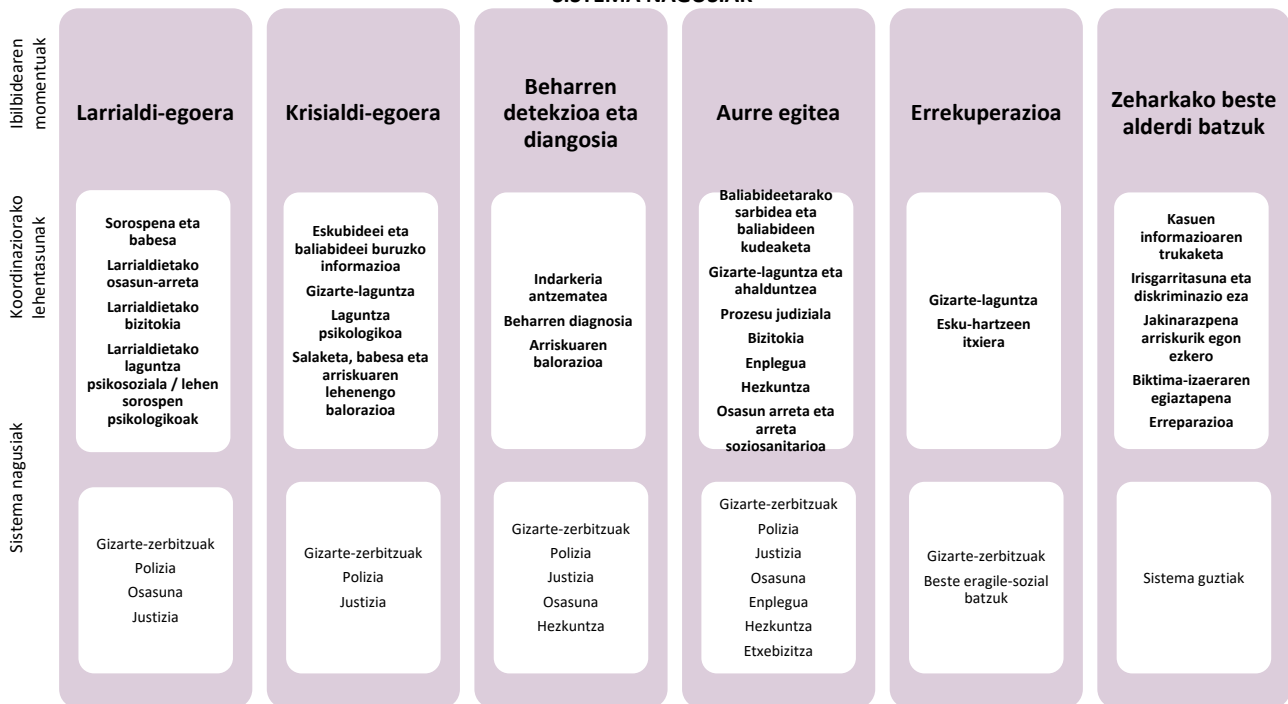 SISTEMA NAGUSIAK
Ibilbidearen
momentuak
Larrialdi-egoera
Krisialdi-egoera
Beharren
detekzioa eta
diangosia
Aurre egitea
Errekuperazioa
Zeharkako beste
alderdi batzuk
Koordinaziorako
lehentasunak
Sorospena eta
babesa
Larrialdietako
osasun-arreta
Larrialdietako
bizitokia
Larrialdietako
laguntza
psikosoziala / lehen
sorospen
psikologikoak
Eskubideei eta
baliabideei buruzko
informazioa
Gizarte-laguntza
Laguntza
psikologikoa
Salaketa, babesa eta
arriskuaren
lehenengo
balorazioa
Indarkeria
antzematea
Beharren diagnosia
Arriskuaren
balorazioa
Baliabideetarako
sarbidea eta
baliabideen
kudeaketa
Gizarte-laguntza eta
ahalduntzea
Prozesu judiziala
Bizitokia
Enplegua
Hezkuntza
Osasun arreta eta
arreta
soziosanitarioa
Gizarte-laguntza
Esku-hartzeen
itxiera
Kasuen
informazioaren
trukaketa
Irisgarritasuna eta
diskriminazio eza
Jakinarazpena
arriskurik egon
ezkero
Biktima-izaeraren
egiaztapena
Erreparazioa
Sistema nagusiak
Gizarte-zerbitzuak
Polizia
Osasuna
Justizia
Gizarte-zerbitzuak
Polizia
Justizia
Gizarte-zerbitzuak
Polizia
Justizia
Osasuna
Hezkuntza
Gizarte-zerbitzuak
Polizia
Justizia
Osasuna
Enplegua
Hezkuntza
Etxebizitza
Gizarte-zerbitzuak
Beste eragile-sozial
batzuk
Sistema guztiak